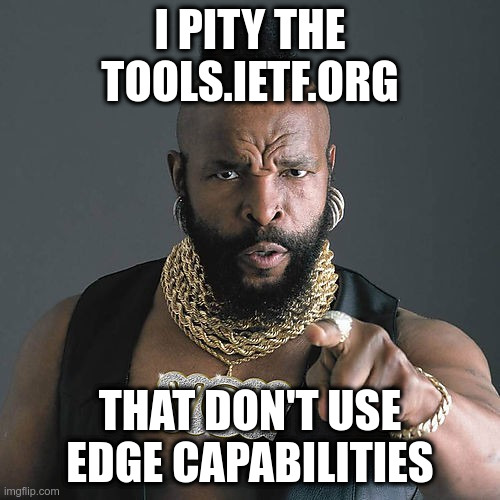 I PITY THE
TOOLS.IETF.ORG
THAT DON'T USE
EDGE CAPABILITIES
imgflip.com